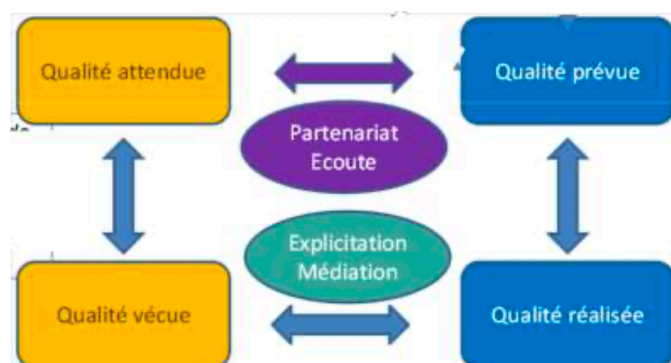 Qualité attendue
Qualité prévue
Partenariat
Ecoute
Explicitation
Médiation
Qualité vécue
Qualité réalisée